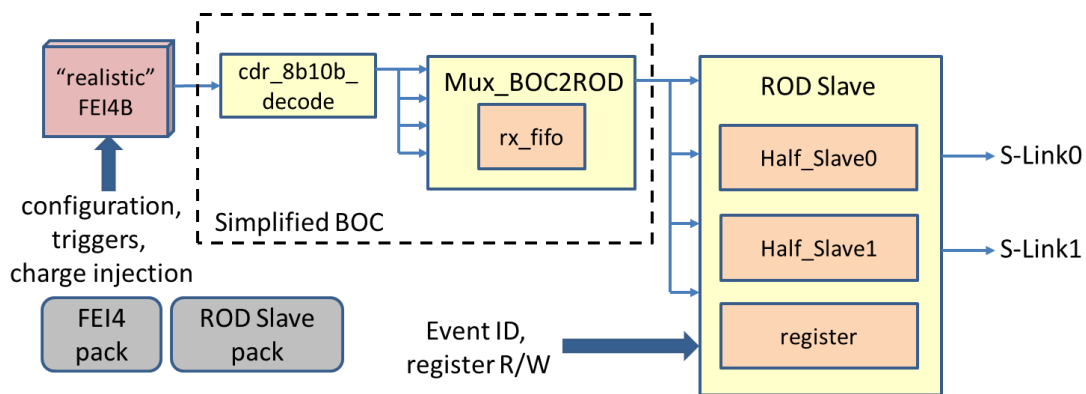 “realistic”
FEI4B
cdr_8b10b_
decode
Mux_BOC2ROD
rx_fifo
Simplified BOC
ROD Slave
Half_Slave0
Half_Slave1
register
S-Link0
S-Link1
configuration,
triggers,
charge injection
FEI4
pack
ROD Slave
pack
Event ID,
register R/W